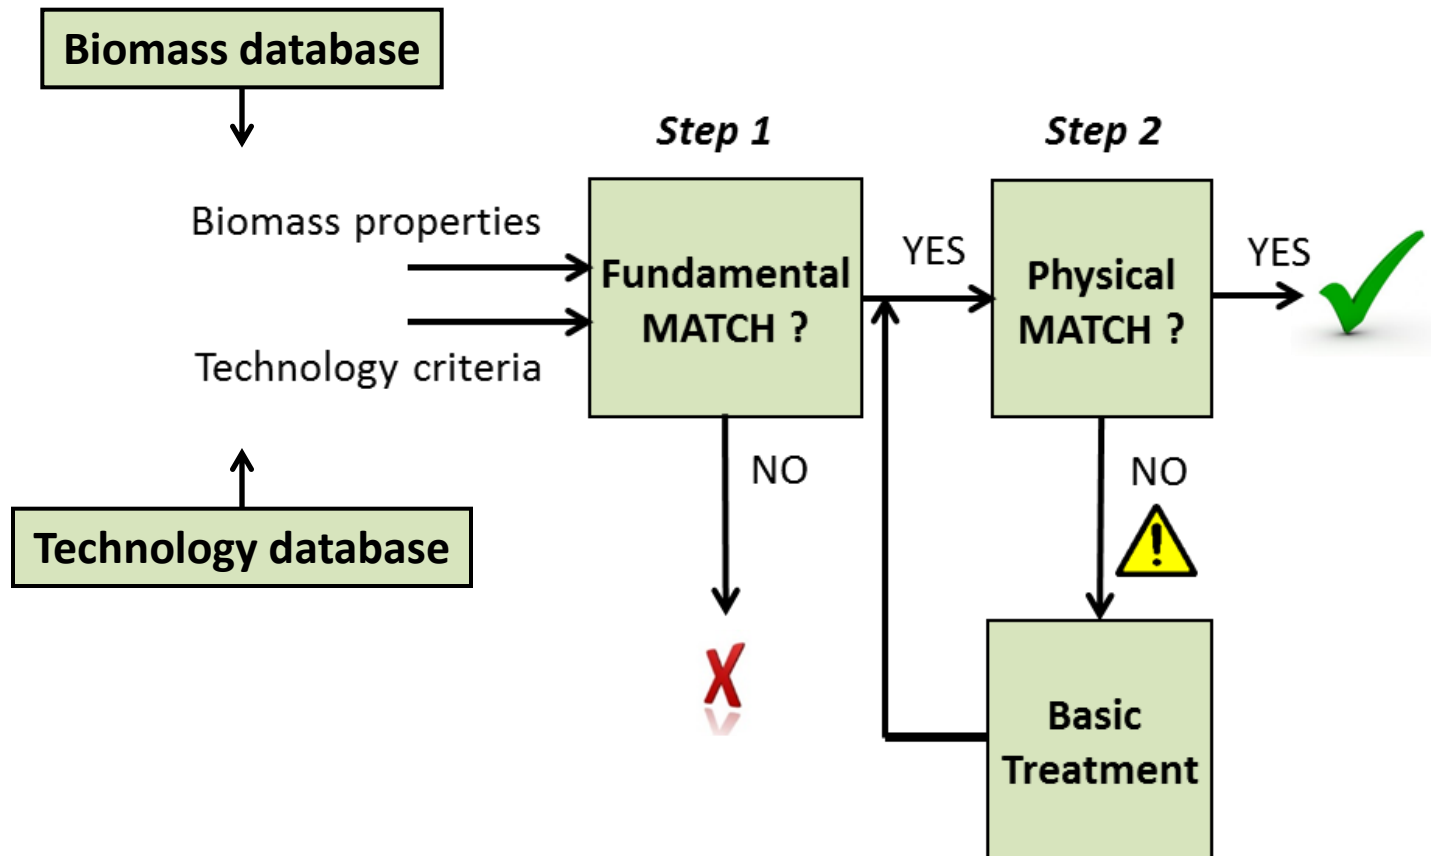 Biomass database
Step 1
Step 2
Biomass properties
Fundamental
MATCH ?
YES
Physical
MATCH ?
YES
Technology criteria
NO
NO
Technology database
Basic
Treatment